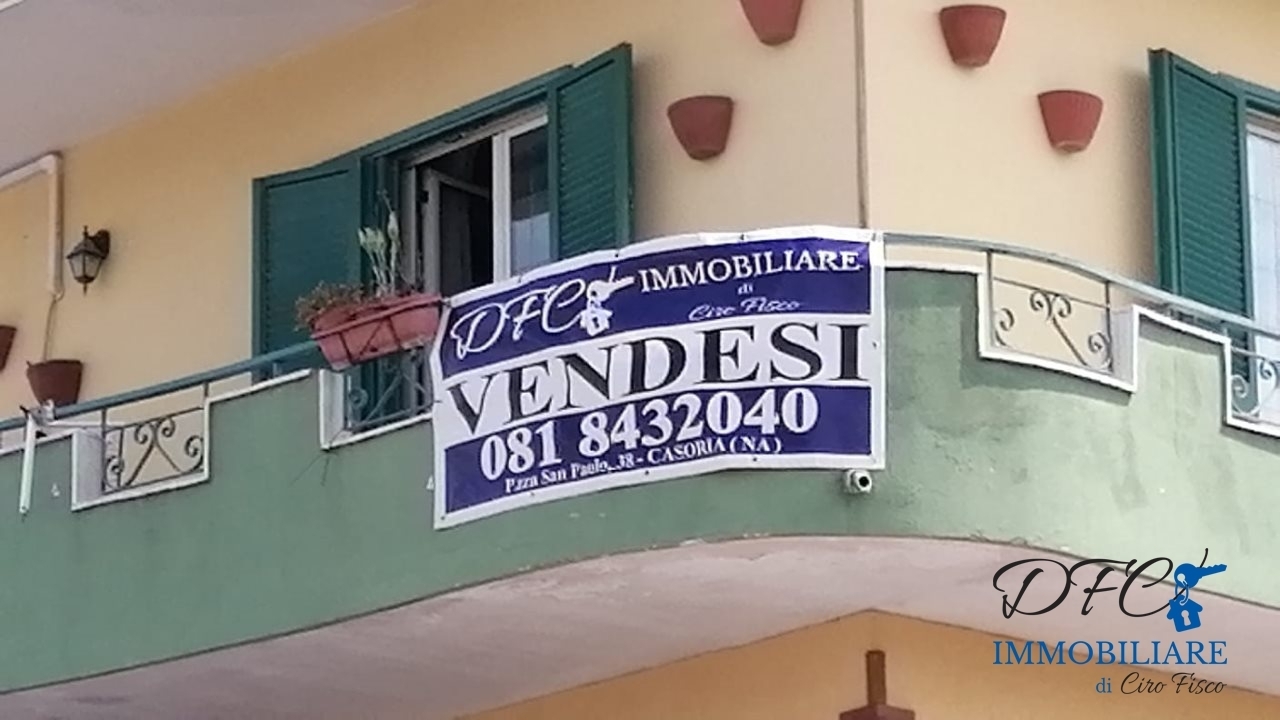 DFC IMMOBILIARE
di
Ciro Fisco
VENDESI
081 8432040
P.zza San Paolo, 38 - CASORIA (NA)
DFC
IMMOBILIARE
di Ciro Fisco